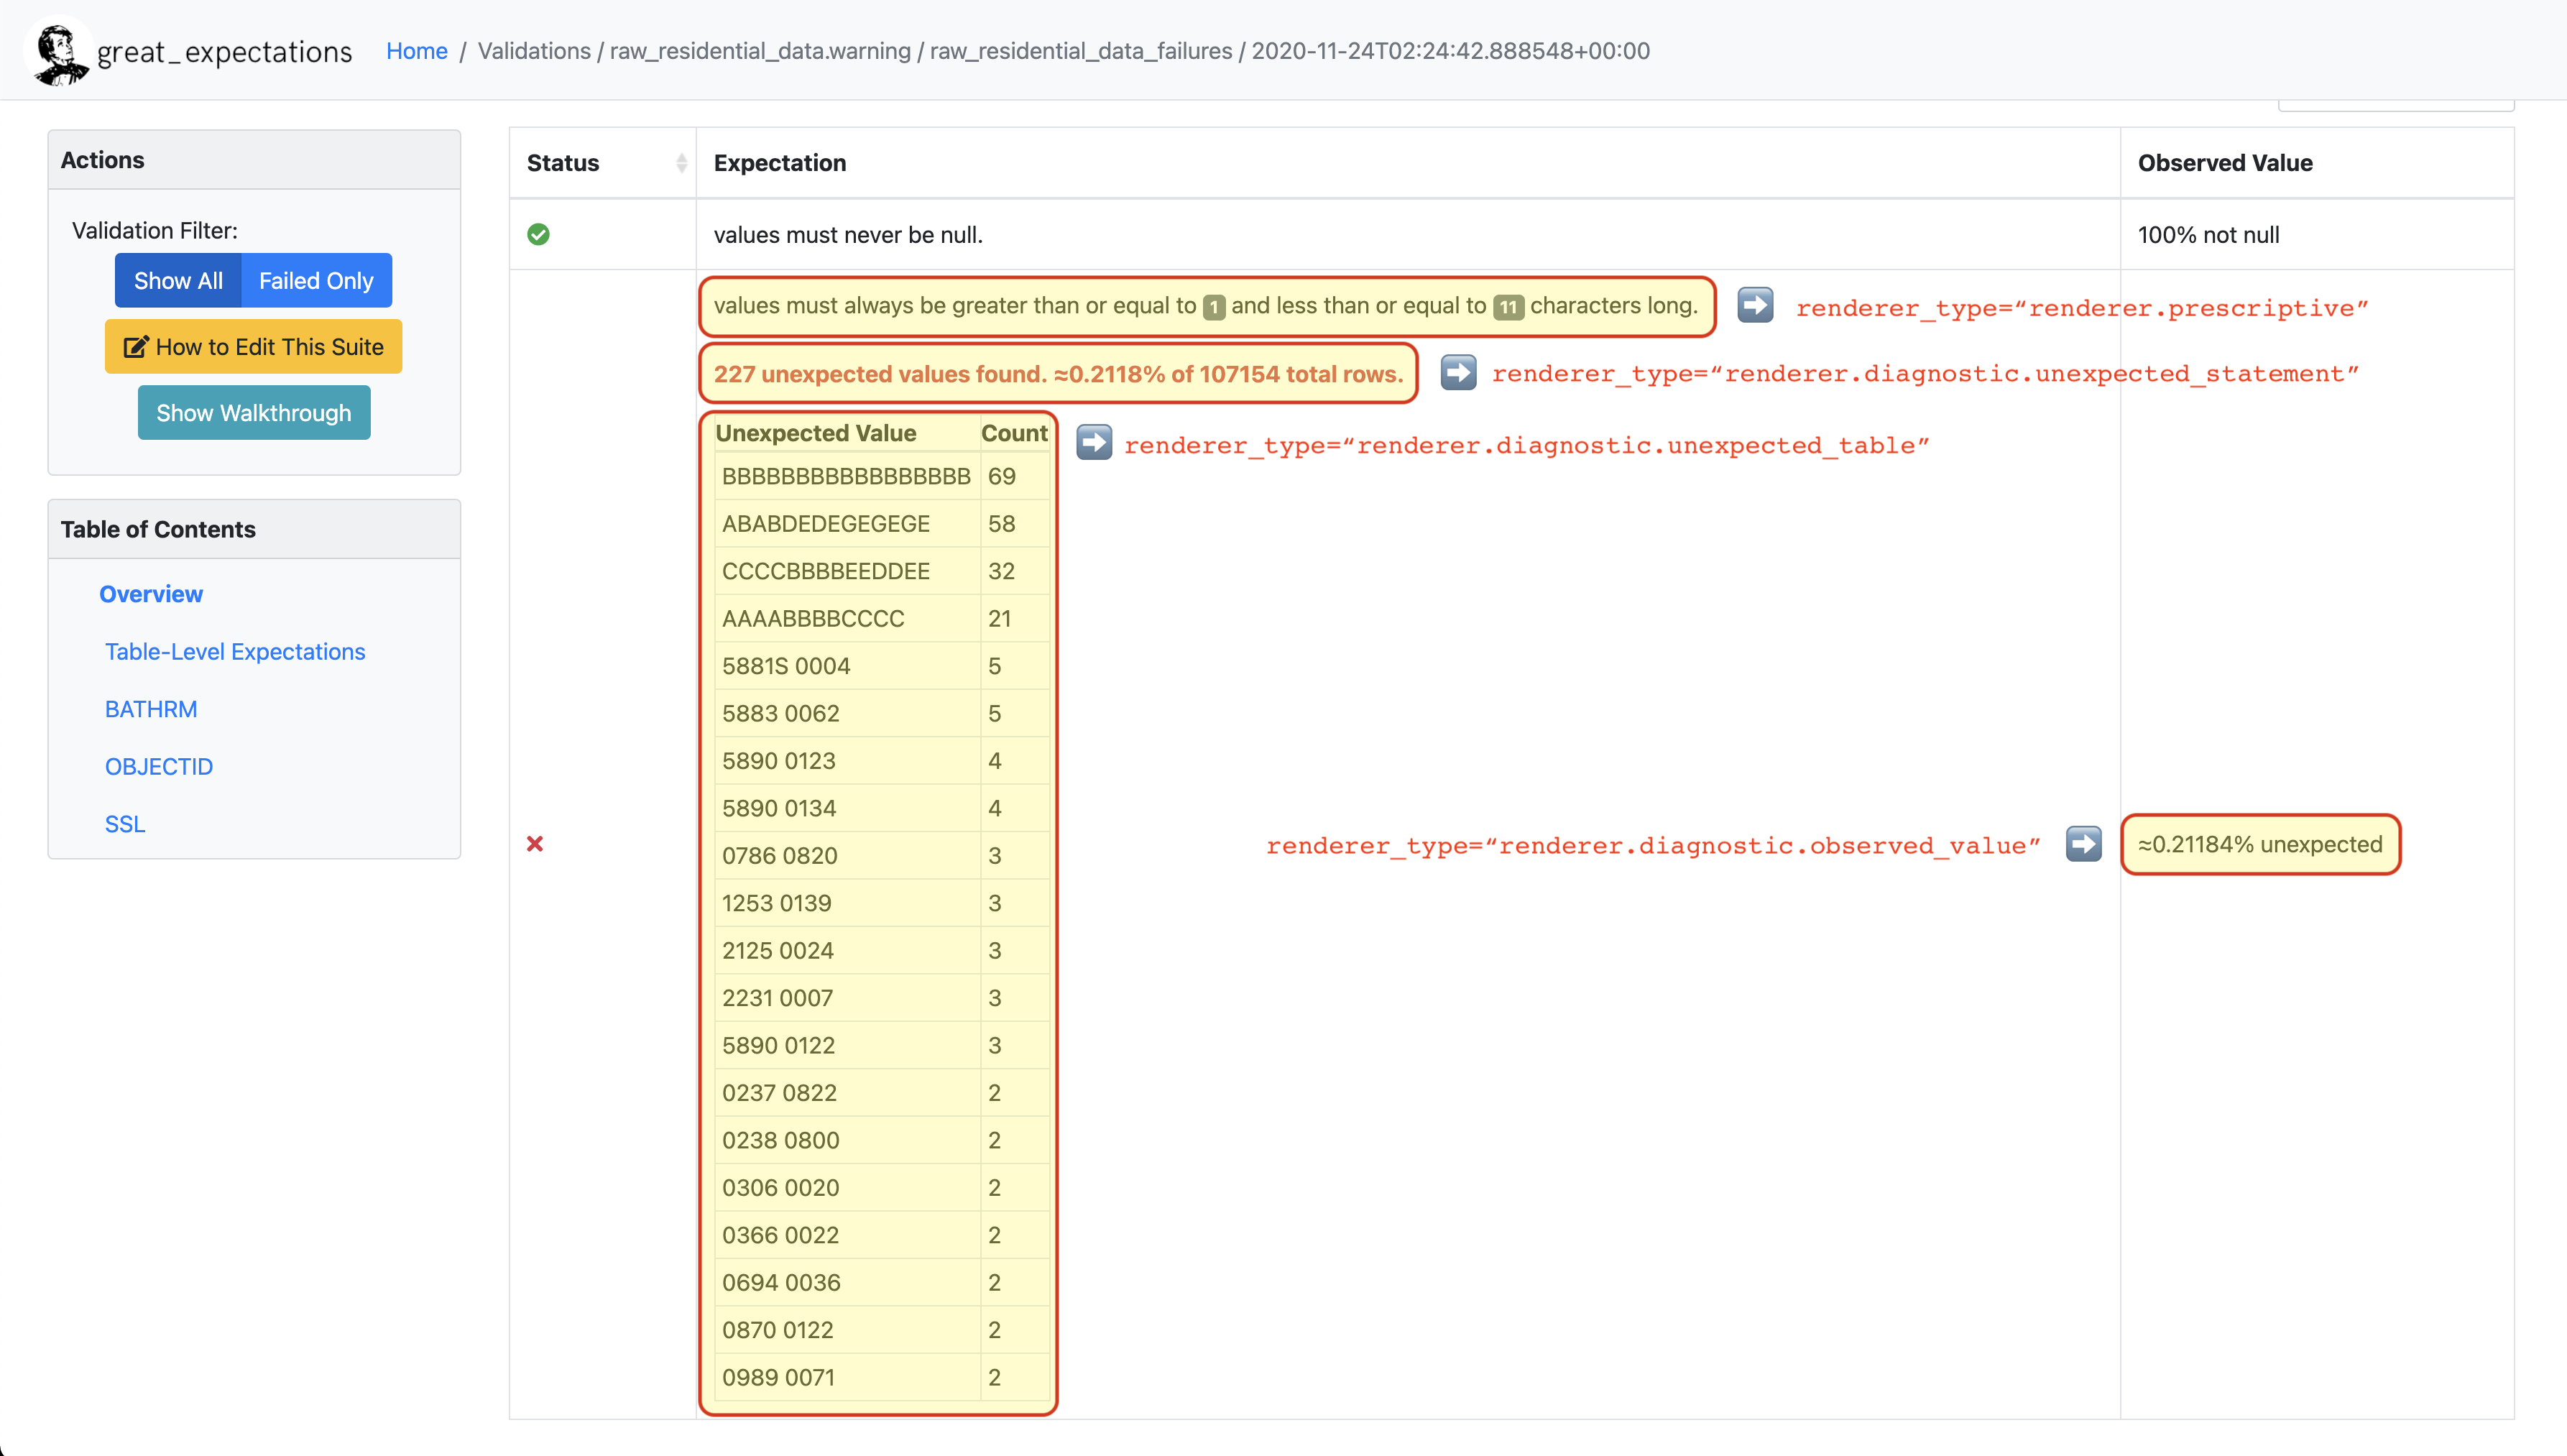 great_expectations Home / Validations / raw_residential_data.warning / raw_residential_data_failures / 2020-11-24T02:24:42.888548+00:00
Actions
Validation Filter:
Show All Failed Only
How to Edit This Suite
Show Walkthrough
Table of Contents
Overview
Table-Level Expectations
BATHRM
OBJECTID
SSL
Status Expectation Observed Value
values must never be null. 100% not null
values must always be greater than or equal to 1 and less than or equal to 11 characters long. renderer_type=“renderer.prescriptive”
227 unexpected values found. ≈0.2118% of 107154 total rows. renderer_type=“renderer.diagnostic.unexpected_statement”
Unexpected Value Count renderer_type=“renderer.diagnostic.unexpected_table”
BBBBBBBBBBBBBBBBB 69
ABABDEDEGEGEGE 58
CCCCBBBBEEDDEE 32
AAAABBBBCCCC 21
5881S 0004 5
5883 0062 5
5890 0123 4
5890 0134 4
0786 0820 3
renderer_type=“renderer.diagnostic.observed_value” ≈0.21184% unexpected
1253 0139 3
2125 0024 3
2231 0007 3
5890 0122 3
0237 0822 2
0238 0800 2
0306 0020 2
0366 0022 2
0694 0036 2
0870 0122 2
0989 0071 2